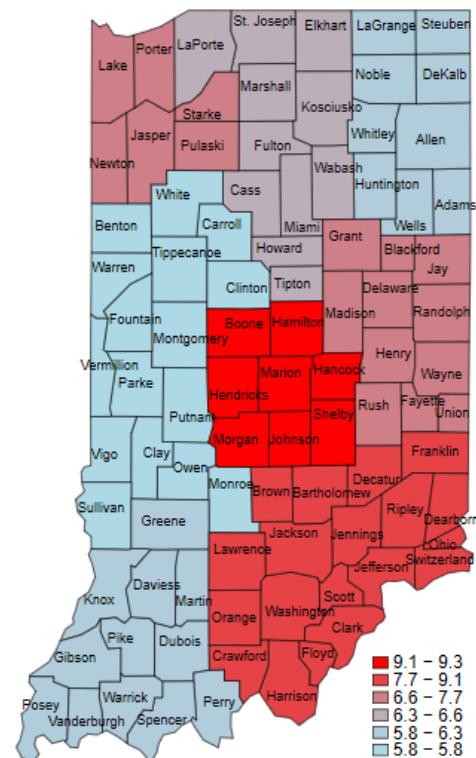 St. Joseph Elkhart LaGrange Steuben
Lake Porter LaPorte
Noble DeKalb
Marshall
Kosciusko
Starke
Jasper Pulaski Fulton Whitley Allen
Newton
Wabash
Huntington
White Cass Miami Adams
Wells
Benton Carroll
Grant Blackford
Tippecanoe Howard Jay
Warren
Clinton Tipton Delaware
Madison Randolph
Fountain
Boone Hamilton
Montgomery
Henry
Vermillion Marion Hancock
Parke Hendricks Wayne
Putnam Shelby Rush Fayette Union
Morgan Johnson
Vigo Clay Owen Franklin
Decatur
Monroe Brown Bartholomew
Sullivan Ripley Dearborn
Greene Jackson Jennings
Ohio
Lawrence Jefferson Switzerland
Daviess Scott
Knox Martin Orange Washington
Clark
Pike
Gibson Dubois Crawford Floyd
Posey Warrick Perry Harrison
Vanderburgh Spencer
9.1 – 9.3
7.7 – 9.1
6.6 – 7.7
6.3 – 6.6
5.8 – 6.3
5.8 – 5.8